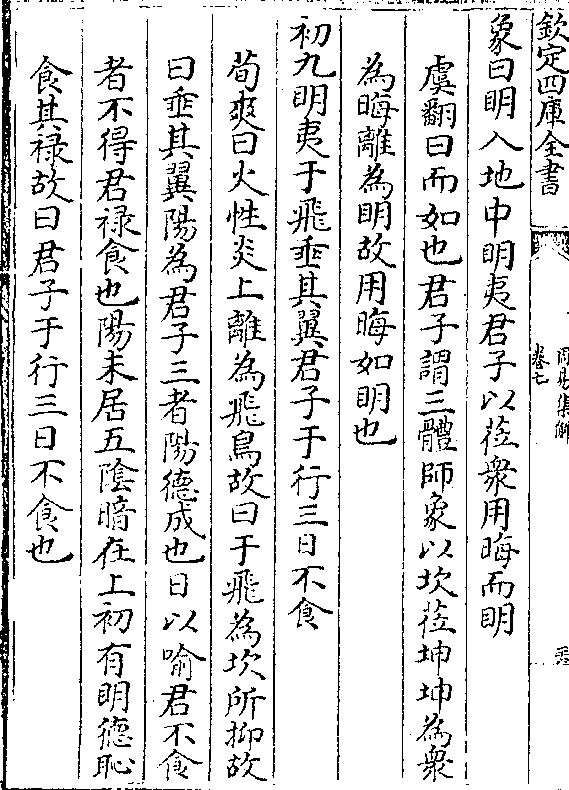 欽定四庫全書
周易集解
卷七
象曰明入地中明夷君子以莅衆用晦而明
虞翻曰而如也君子謂三體師象以坎莅坤坤為衆
為晦離為明故用晦如明也
初九明夷于飛垂其翼君子于行三日不食
荀爽曰火性炎上離為飛鳥故曰于飛為坎所抑故
曰垂其翼陽為君子三者陽德成也日以喻君不食
者不得君禄食也陽未居五陰暗在上初有明德恥
食其禄故曰君子于行三日不食也